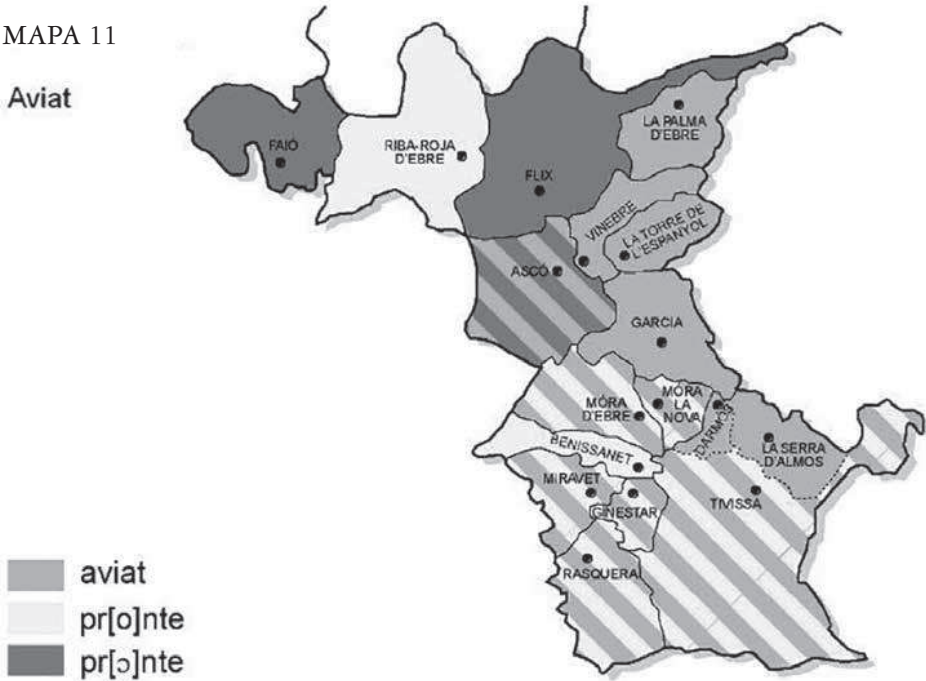 MAPA 11
Aviat
FAIÓ
RIBA-ROJA
D'EBRE
FLIX
LA PALMA
D'EBRE
VINEBRE
LA TORRE DE
L'ESPANYOL
ASCÓ
GARCIA
MÓRA
D'EBRE
MÓRA
LA
NOVA
DARMÓS
LA SERRA
D'ALMOS
BENISSANET
MIRAVET
GINESTAR
TIVISSA
RASQUERA
aviat
pr[o]nte
pr[ɔ]nte